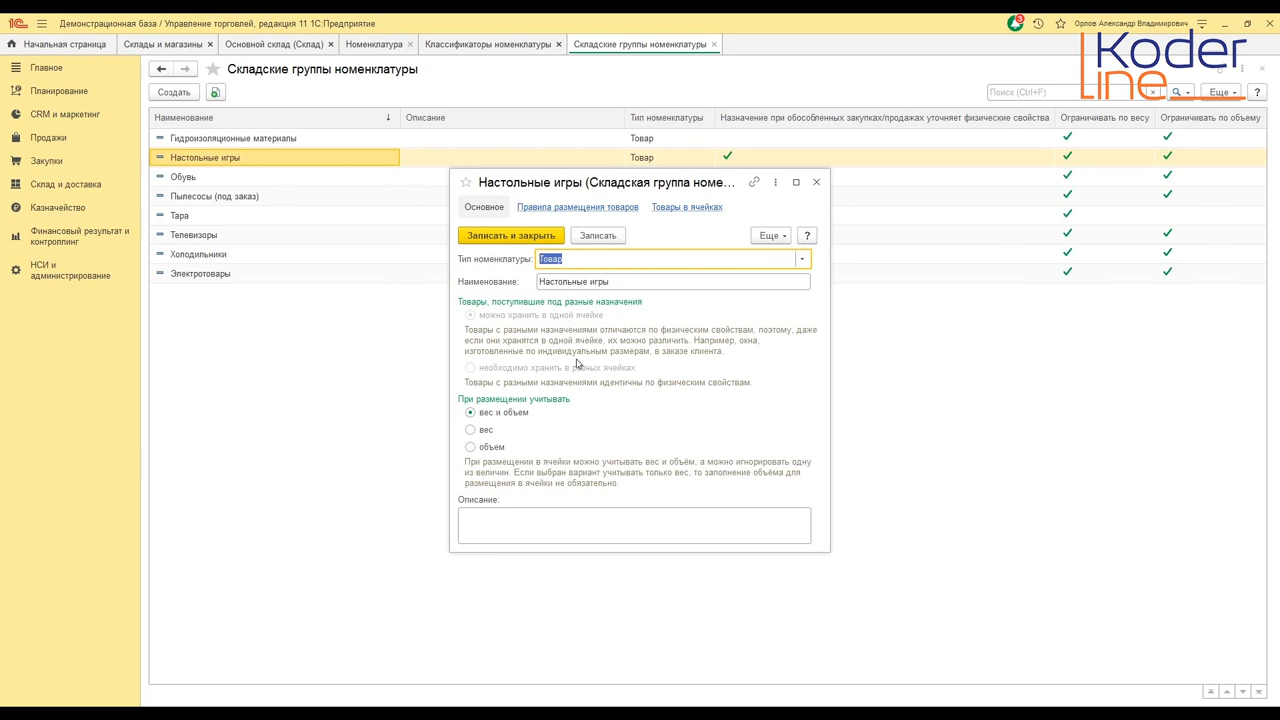 1C Демонстрационная база / Управление торговлей, редакция 11 1С:Предприятие
3 Орлов Александр Владимирович
Начальная страница Склады и магазины × Основной склад (Склад) × Номенклатура × Классификаторы номенклатуры × Складские группы номенклатуры ×
Koder
Line
Главное
Планирование
CRM и маркетинг
Продажи
Закупки
Склад и доставка
Казначейство
Финансовый результат и
контроллинг
НСИ и
администрирование
Складские группы номенклатуры
Создать Поиск (Ctrl+F) × Еще ?
Наименование Описание Тип номенклатуры Назначение при обособленных закупках/продажах уточняет физические свойства Ограничивать по весу Ограничивать по объему
Гидроизоляционные материалы Товар
Настольные игры Товар
Обувь
Пылесосы (под заказ)
Тара
Телевизоры
Холодильники
Электротовары
Настольные игры (Складская группа номе...
Основное Правила размещения товаров Товары в ячейках
Записать и закрыть Записать Еще ?
Тип номенклатуры: Товар
Наименование: Настольные игры
Товары, поступившие под разные назначения
можно хранить в одной ячейке
Товары с разными назначениями отличаются по физическим свойствам, поэтому, даже
если они хранятся в одной ячейке, их можно различить. Например, окна,
изготовленные по индивидуальным размерам, в заказе клиента.
необходимо хранить в разных ячейках
Товары с разными назначениями идентичны по физическим свойствам.
При размещении учитывать
вес и объем
вес
объем
При размещении в ячейки можно учитывать вес и объём, а можно игнорировать одну
из величин. Если выбран вариант учитывать только вес, то заполнение объёма для
размещения в ячейки не обязательно.
Описание: